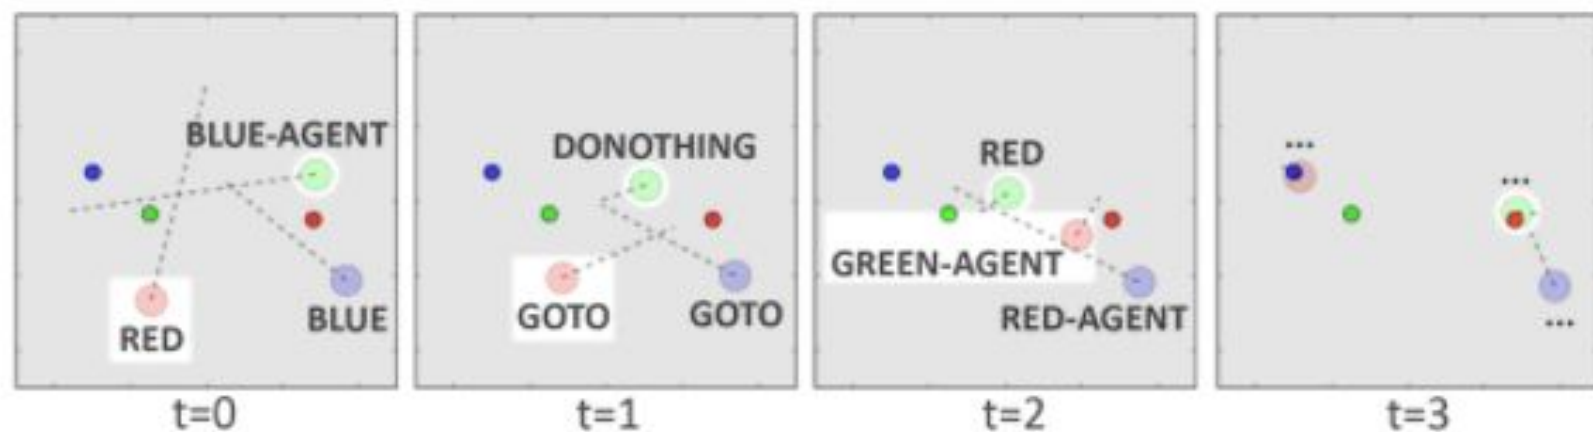 BLUE-AGENT
RED
BLUE
DONOTHING
GOTO
GOTO
RED
GREEN-AGENT
RED-AGENT
...
...
...
t=0
t=1
t=2
t=3